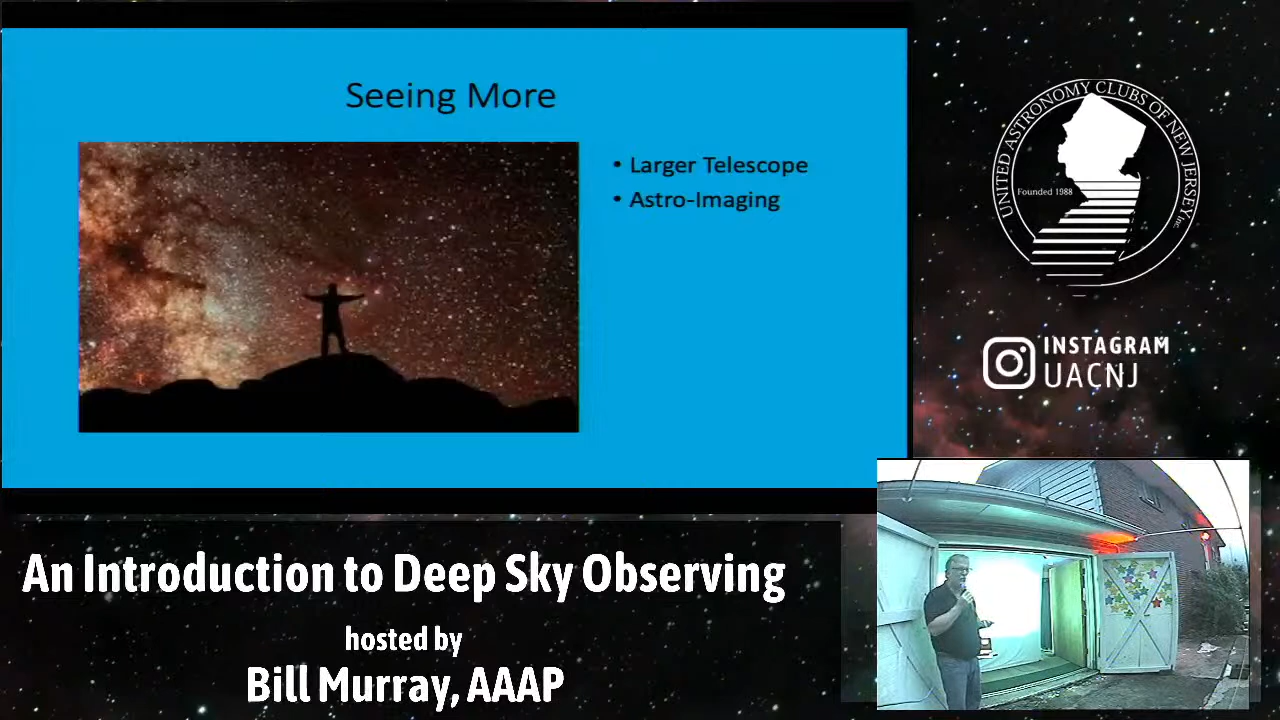 Seeing More
• Larger Telescope
• Astro-Imaging
UNITED ASTRONOMY CLUBS OF NEW JERSEY Inc.
Founded 1988
INSTAGRAM
UACNJ
An Introduction to Deep Sky Observing
hosted by
Bill Murray, AAAP